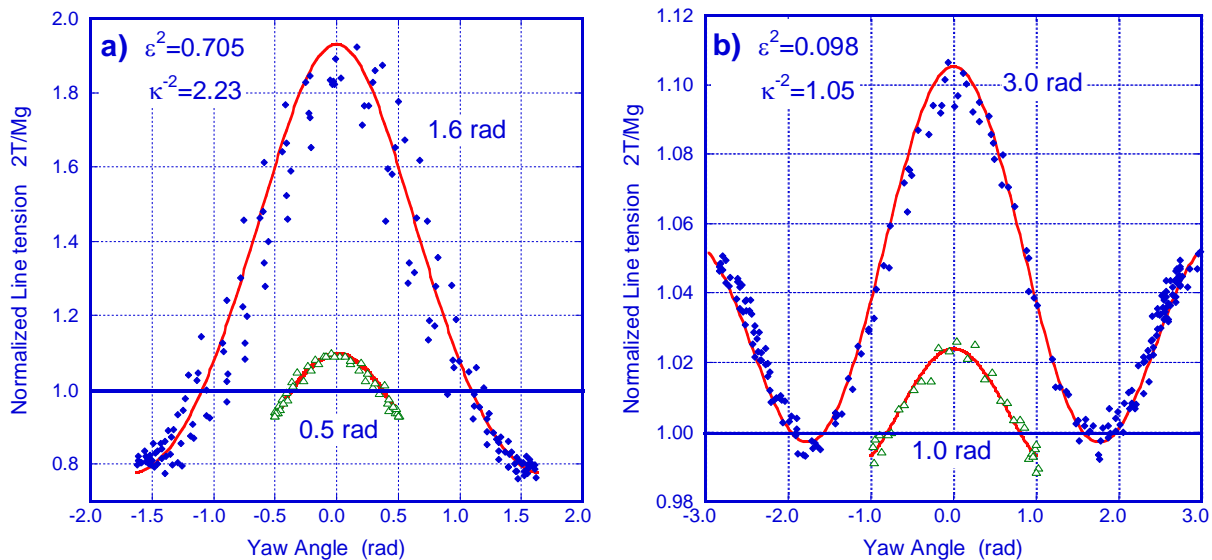 a) ε²=0.705
κ⁻²=2.23
1.6 rad
0.5 rad
Normalized Line tension 2T/Mg
2.0
1.8
1.6
1.4
1.2
1.0
0.8
-2.0 -1.5 -1.0 -0.5 0.0 0.5 1.0 1.5 2.0
Yaw Angle (rad)
b) ε²=0.098
κ⁻²=1.05
3.0 rad
1.0 rad
Normalized Line tension 2T/Mg
1.12
1.10
1.08
1.06
1.04
1.02
1.00
0.98
-3.0 -2.0 -1.0 0.0 1.0 2.0 3.0
Yaw Angle (rad)